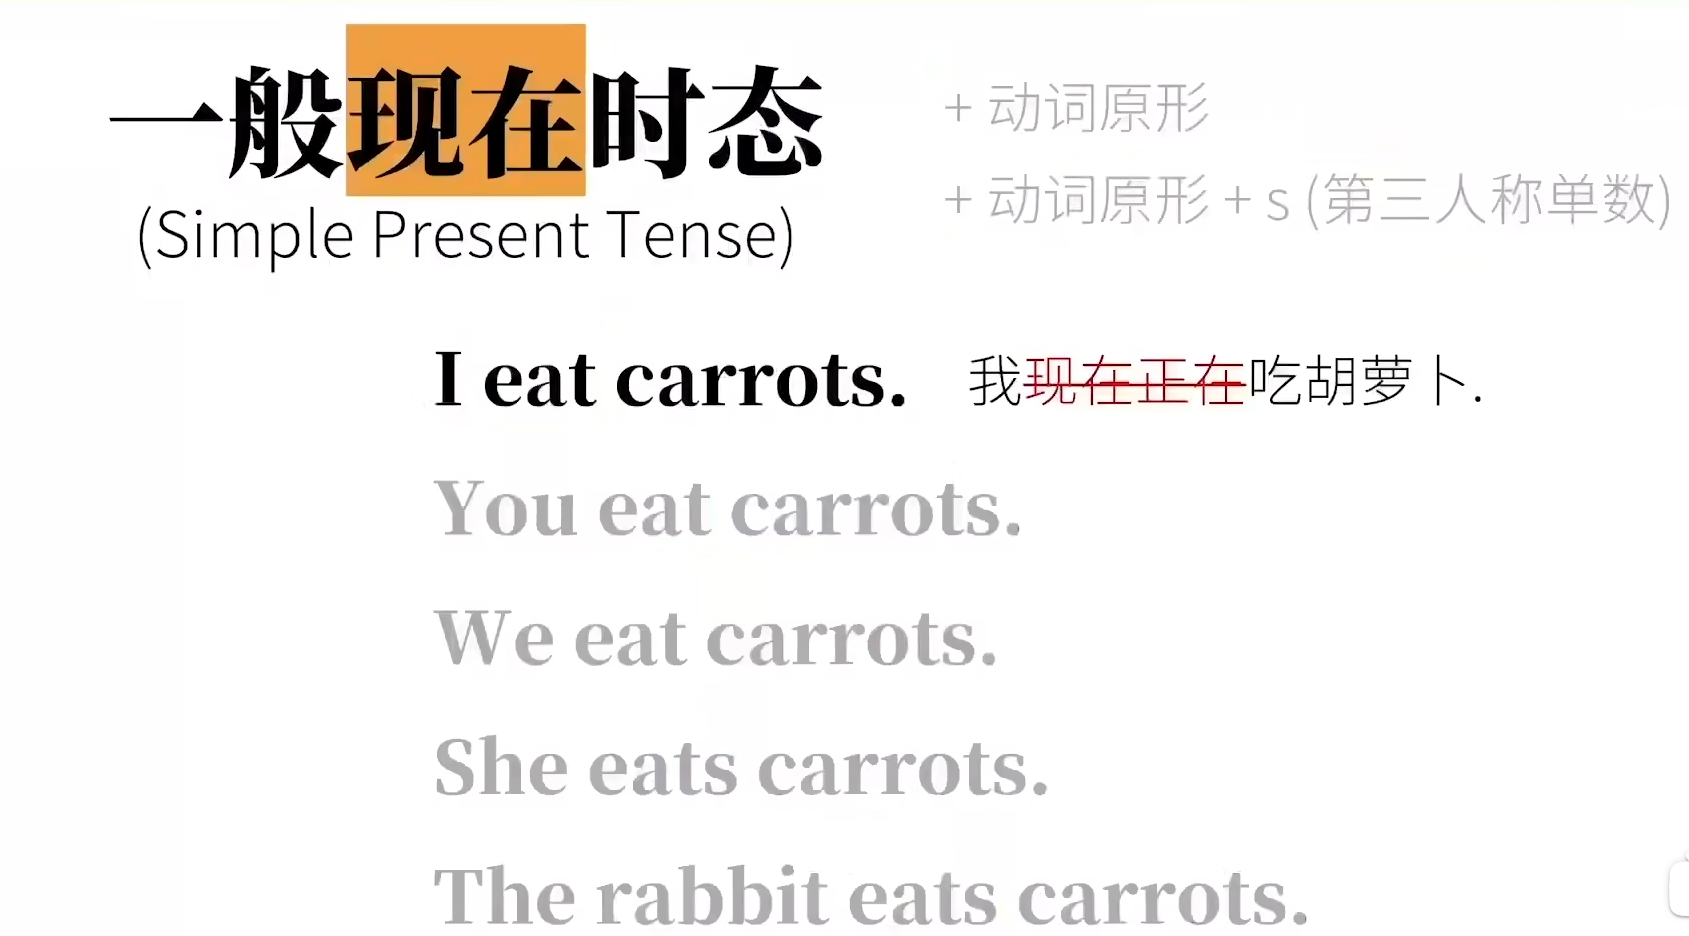 一般现在时态
(Simple Present Tense)
+ 动词原形
+ 动词原形 + s (第三人称单数)
I eat carrots. 我现在正在吃胡萝卜.
You eat carrots.
We eat carrots.
She eats carrots.
The rabbit eats carrots.